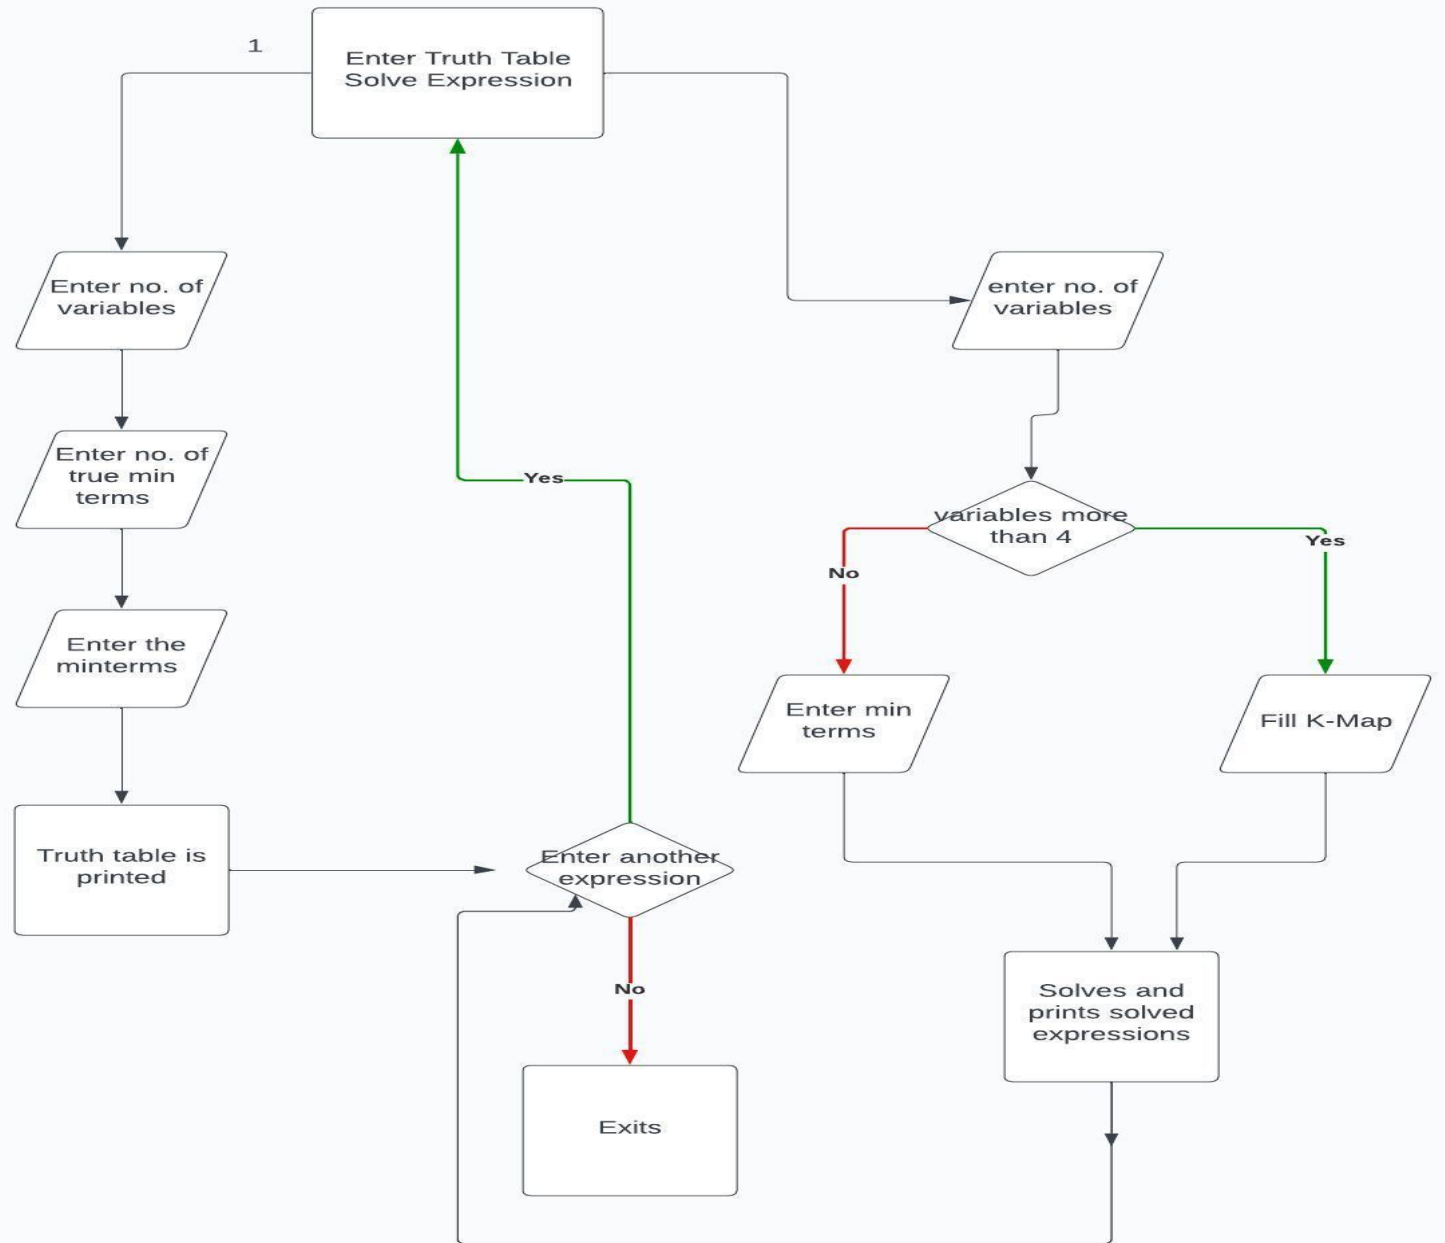 1
Enter Truth Table
Solve Expression
Enter no. of
variables
enter no. of
variables
Enter no. of
true min
terms
Yes
variables more
than 4
No
Yes
Enter the
minterms
Enter min
terms
Fill K-Map
Truth table is
printed
Enter another
expression
No
Solves and
prints solved
expressions
Exits